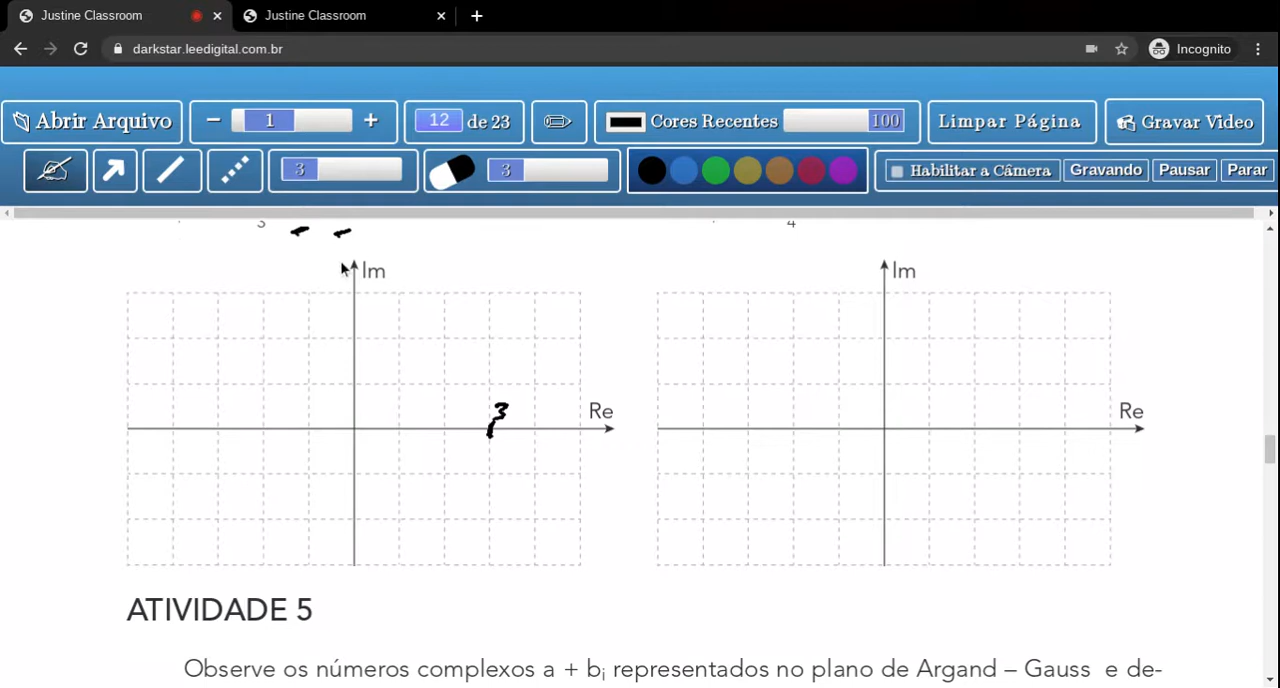 Justine Classroom × Justine Classroom × +
darkstar.leedigital.com.br Incognito
Abrir Arquivo − 1 + 12 de 23 Cores Recentes 100 Limpar Página Gravar Video
3 3 Habilitar a Câmera Gravando Pausar Parar
3 4
Im Im
3
Re Re
ATIVIDADE 5
Observe os números complexos a + bi representados no plano de Argand – Gauss e de-